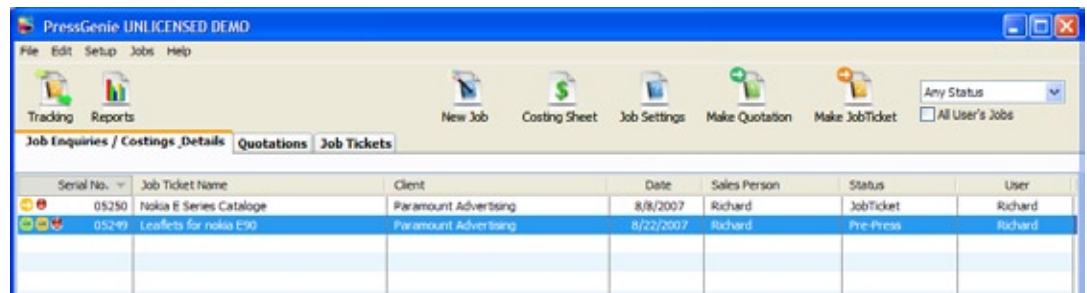 PressGenie UNLICENSED DEMO
File Edit Setup Jobs Help
Tracking Reports New Job Costing Sheet Job Settings Make Quotation Make JobTicket Any Status
All User's Jobs
Job Enquiries / Costings_Details Quotations Job Tickets
Serial No. Job Ticket Name Client Date Sales Person Status User
05250 Nokia E Series Cataloge Paramount Advertising 8/8/2007 Richard JobTicket Richard
05249 Leaflets for nokia E90 Paramount Advertising 8/22/2007 Richard Pre-Press Richard